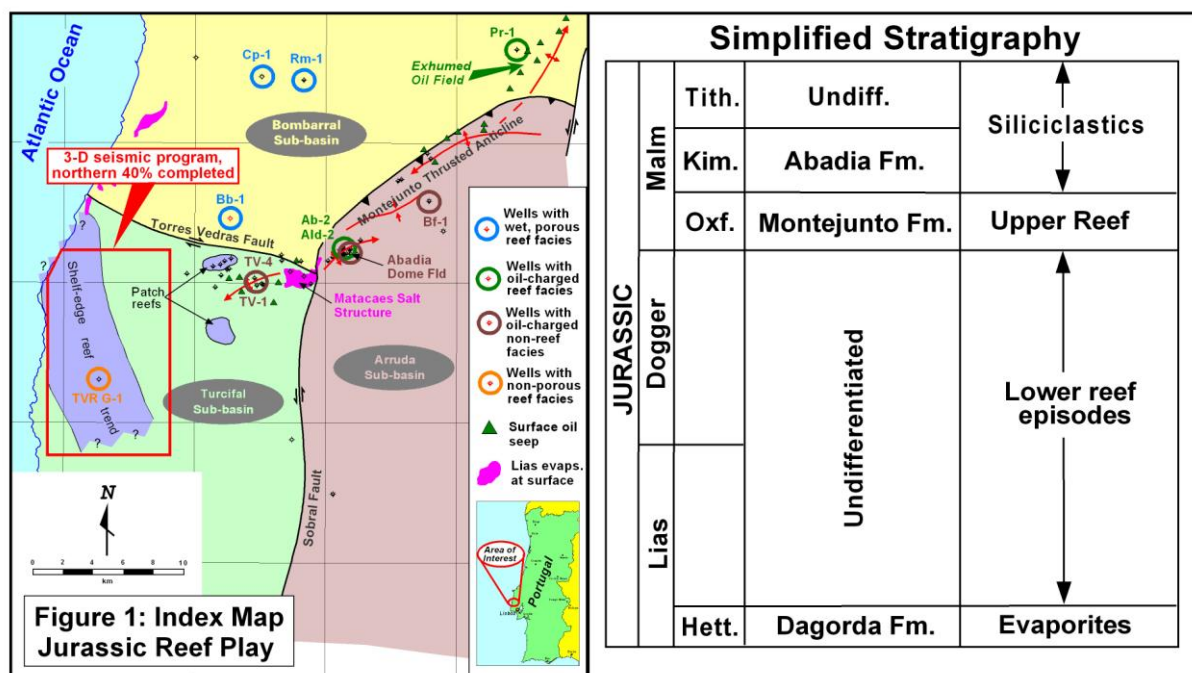 Atlantic Ocean
Cp-1
Rm-1
Pr-1
Exhumed
Oil Field
Bombarral
Sub-basin
3-D seismic program,
northern 40% completed
Montejunto Thrusted Anticline
Bb-1
Torres Vedras Fault
Ab-2
Ald-2
Bf-1
Abadia
Dome Fld
TV-4
TV-1
Patch
reefs
Matacaes Salt
Structure
?
?
?
?
Shelf-edge reef trend
TVR G-1
Turcifal
Sub-basin
Arruda
Sub-basin
Sobral Fault
Wells with
wet, porous
reef facies
Wells with
oil-charged
reef facies
Wells with
oil-charged
non-reef
facies
Wells with
non-porous
reef facies
Surface oil
seep
Lias evaps.
at surface
N
0 2 4 6 8 10
km
Area of
Interest
Portugal
Figure 1: Index Map
Jurassic Reef Play
Simplified Stratigraphy
JURASSIC
Malm
Tith.
Undiff.
Siliciclastics
Kim.
Abadia Fm.
Oxf.
Montejunto Fm.
Upper Reef
Dogger
Undifferentiated
Lower reef
episodes
Lias
Hett.
Dagorda Fm.
Evaporites